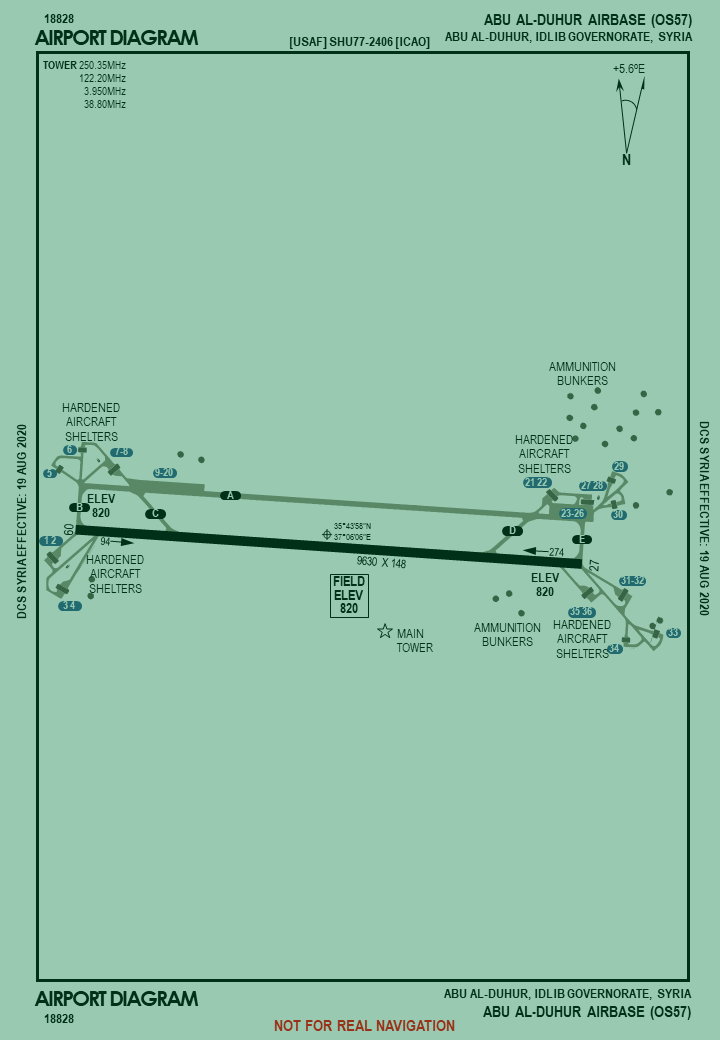 18828
AIRPORT DIAGRAM
[USAF] SHU77-2406 [ICAO]
ABU AL-DUHUR AIRBASE (OS57)
ABU AL-DUHUR, IDLIB GOVERNORATE, SYRIA
TOWER 250.35MHz
122.20MHz
3.950MHz
38.80MHz
+5.6ºE
N
AMMUNITION
BUNKERS
HARDENED
AIRCRAFT
SHELTERS
6
7-8
5
9-20
HARDENED
AIRCRAFT
SHELTERS
21 22
27-28
29
23-26
30
A
B
C
D
E
ELEV
820
60
94
1 2
3 4
HARDENED
AIRCRAFT
SHELTERS
35°43'58"N
37°06'06"E
9630 X 148
FIELD
ELEV
820
MAIN
TOWER
274
27
ELEV
820
31-32
35 36
33
34
AMMUNITION
BUNKERS
HARDENED
AIRCRAFT
SHELTERS
DCS SYRIA EFFECTIVE: 19 AUG 2020
DCS SYRIA EFFECTIVE: 19 AUG 2020
AIRPORT DIAGRAM
18828
ABU AL-DUHUR, IDLIB GOVERNORATE, SYRIA
ABU AL-DUHUR AIRBASE (OS57)
NOT FOR REAL NAVIGATION